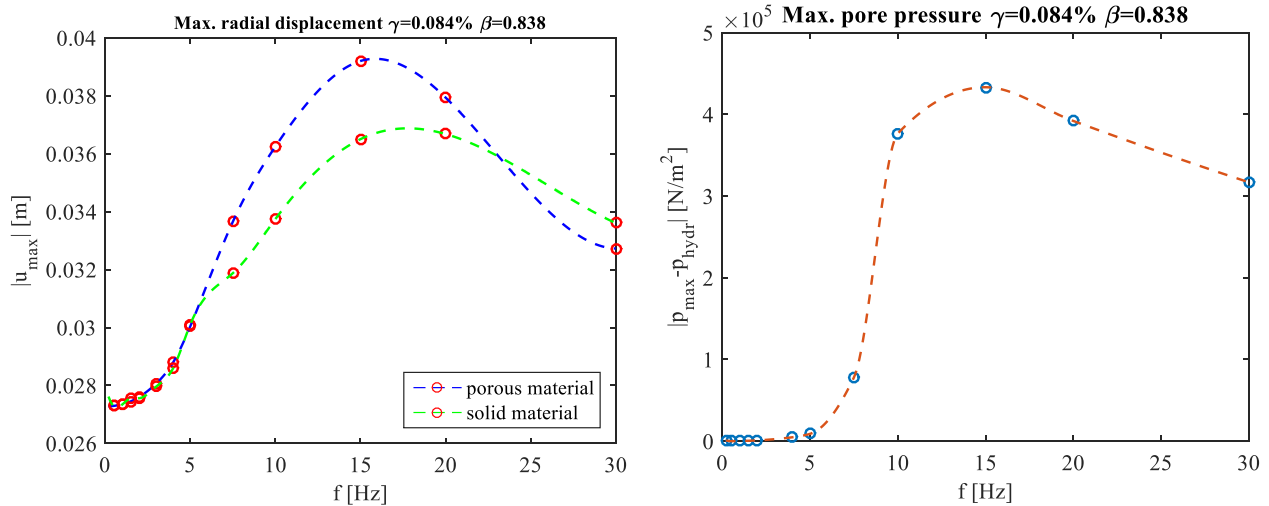 Max. radial displacement γ=0.084% β=0.838
|u_max| [m]
0.04
0.038
0.036
0.034
0.032
0.03
0.028
0.026
porous material
solid material
0 5 10 15 20 25 30
f [Hz]
×10^5
Max. pore pressure γ=0.084% β=0.838
|p_max-p_hydr| [N/m^2]
5
4
3
2
1
0
0 5 10 15 20 25 30
f [Hz]